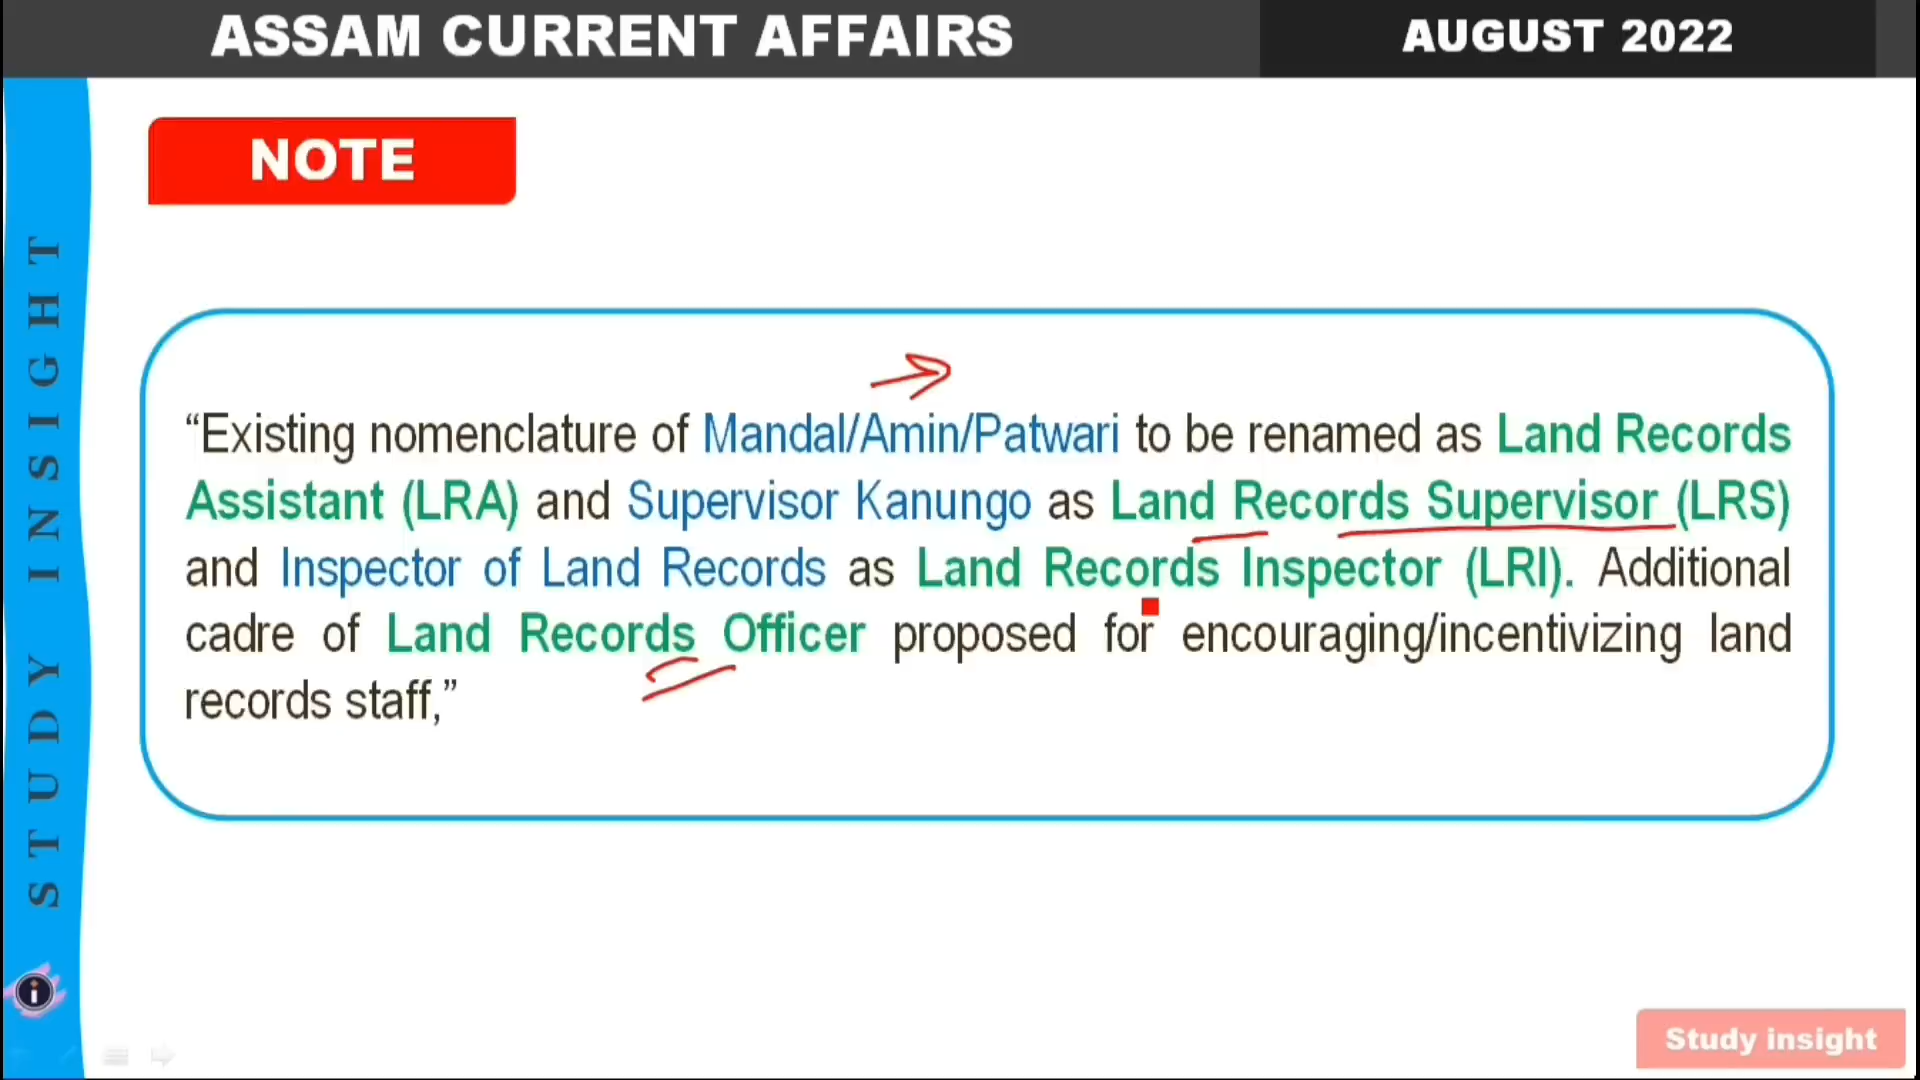 ASSAM CURRENT AFFAIRS
AUGUST 2022
NOTE
STUDY INSIGHT
“Existing nomenclature of Mandal/Amin/Patwari to be renamed as Land Records
Assistant (LRA) and Supervisor Kanungo as Land Records Supervisor (LRS)
and Inspector of Land Records as Land Records Inspector (LRI). Additional
cadre of Land Records Officer proposed for encouraging/incentivizing land
records staff,”
i
Study insight